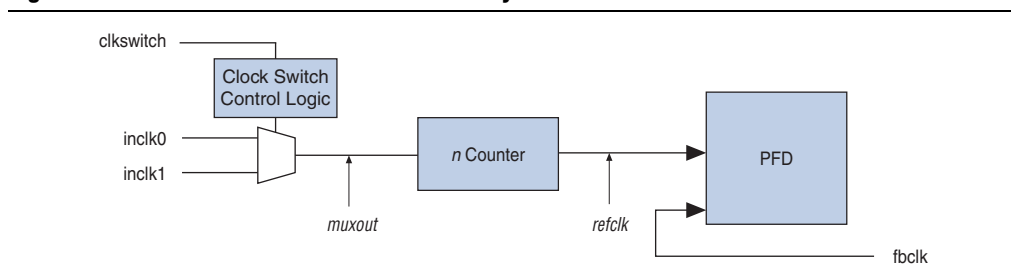 clkswitch
Clock Switch
Control Logic
inclk0
inclk1
n Counter
PFD
muxout
refclk
fbclk